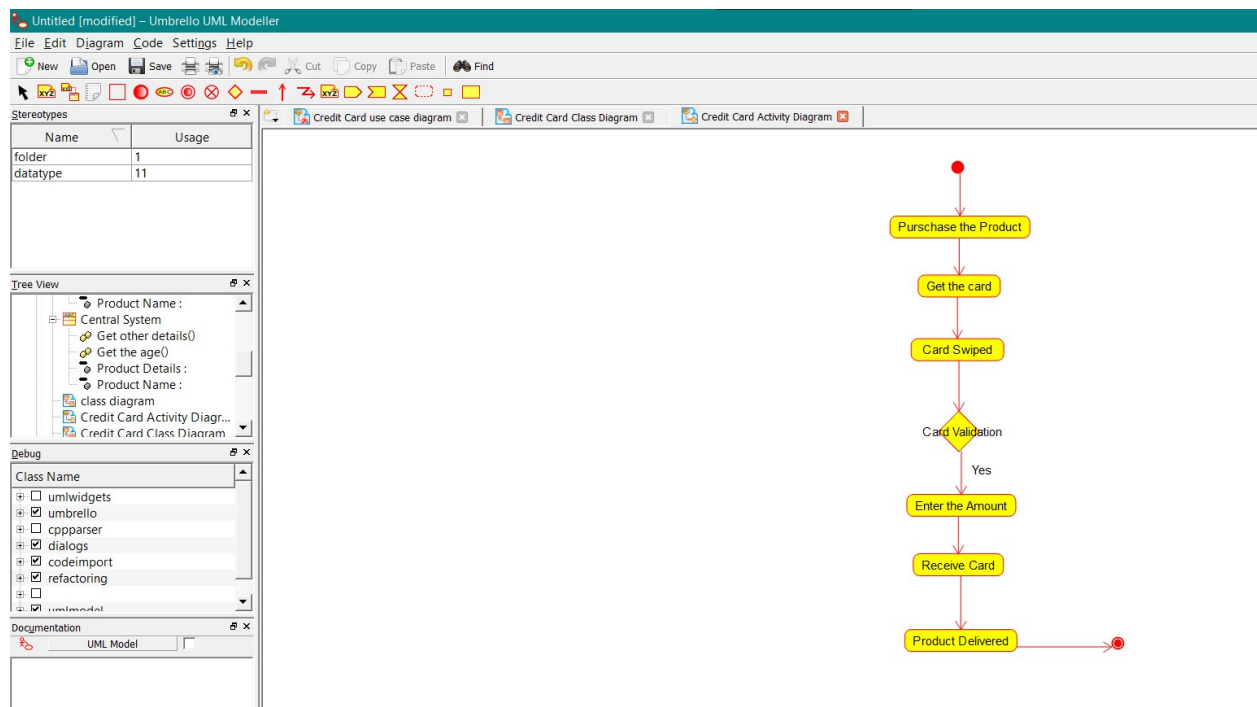 Untitled [modified] – Umbrello UML Modeller
File Edit Diagram Code Settings Help
New Open Save Cut Copy Paste Find
Stereotypes
Name Usage
folder 1
datatype 11
Tree View
Product Name :
Central System
Get other details()
Get the age()
Product Details :
Product Name :
class diagram
Credit Card Activity Diagr...
Credit Card Class Diagram
Debug
Class Name
umlwidgets
umbrello
cppparser
dialogs
codeimport
refactoring
umlmodel
Documentation
UML Model
Credit Card use case diagram Credit Card Class Diagram Credit Card Activity Diagram
Purschase the Product
Get the card
Card Swiped
Card Validation
Yes
Enter the Amount
Receive Card
Product Delivered